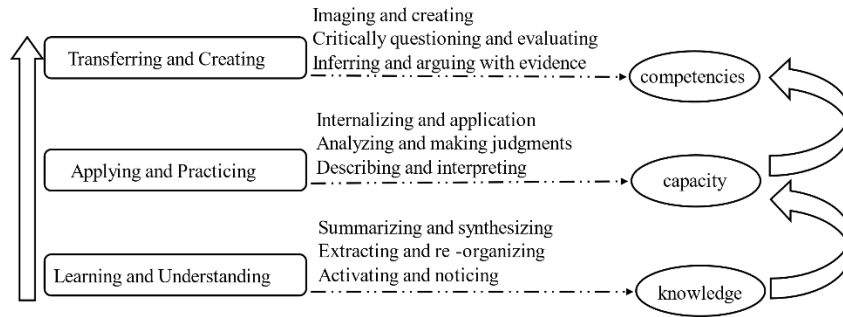 Imaging and creating
Critically questioning and evaluating
Transferring and Creating
Inferring and arguing with evidence
competencies
Internalizing and application
Analyzing and making judgments
Applying and Practicing
Describing and interpreting
capacity
Summarizing and synthesizing
Extracting and re -organizing
Learning and Understanding
Activating and noticing
knowledge